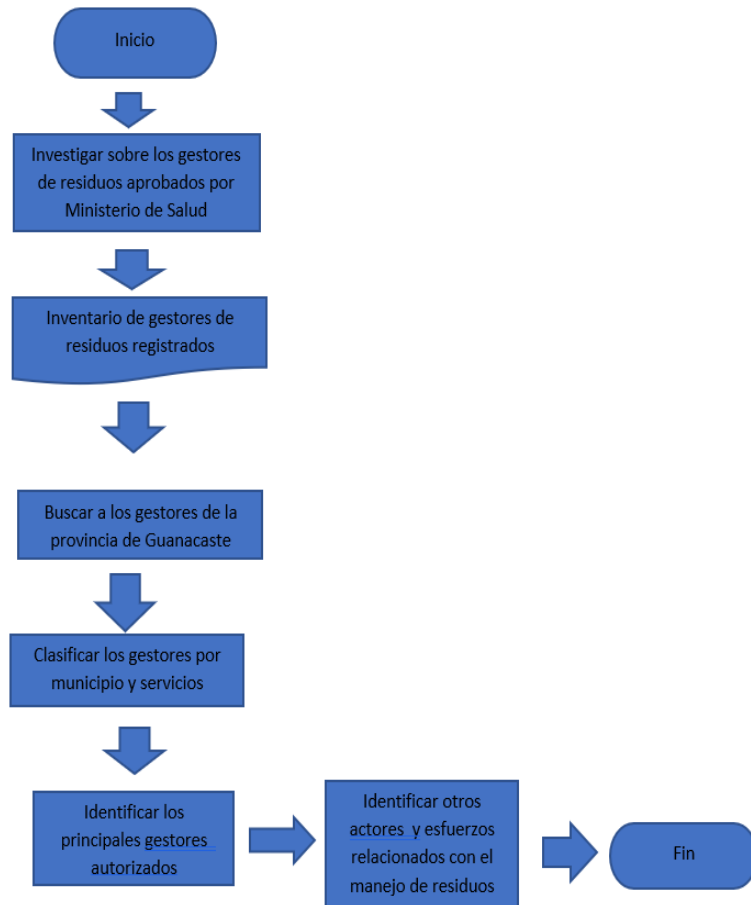 Inicio
Investigar sobre los gestores
de residuos aprobados por
Ministerio de Salud
Inventario de gestores de
residuos registrados
Buscar a los gestores de la
provincia de Guanacaste
Clasificar los gestores por
municipio y servicios
Identificar los
principales gestores
autorizados
Identificar otros
actores y esfuerzos
relacionados con el
manejo de residuos
Fin